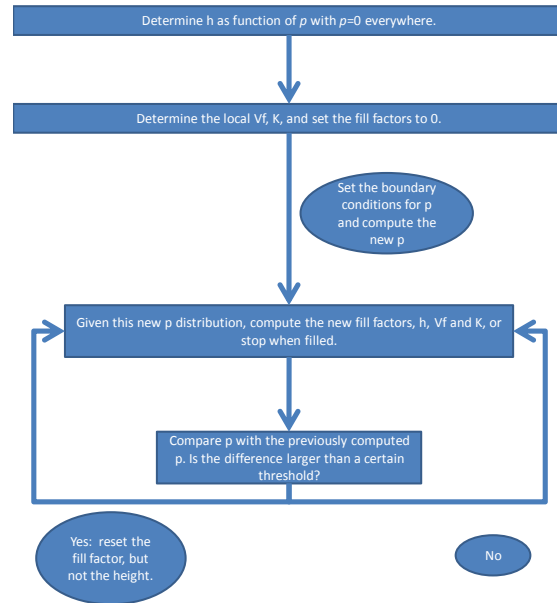 Determine h as function of p with p=0 everywhere.
Determine the local Vf, K, and set the fill factors to 0.
Set the boundary
conditions for p
and compute the
new p
Given this new p distribution, compute the new fill factors, h, Vf and K, or
stop when filled.
Compare p with the previously computed
p. Is the difference larger than a certain
threshold?
Yes: reset the
fill factor, but
not the height.
No